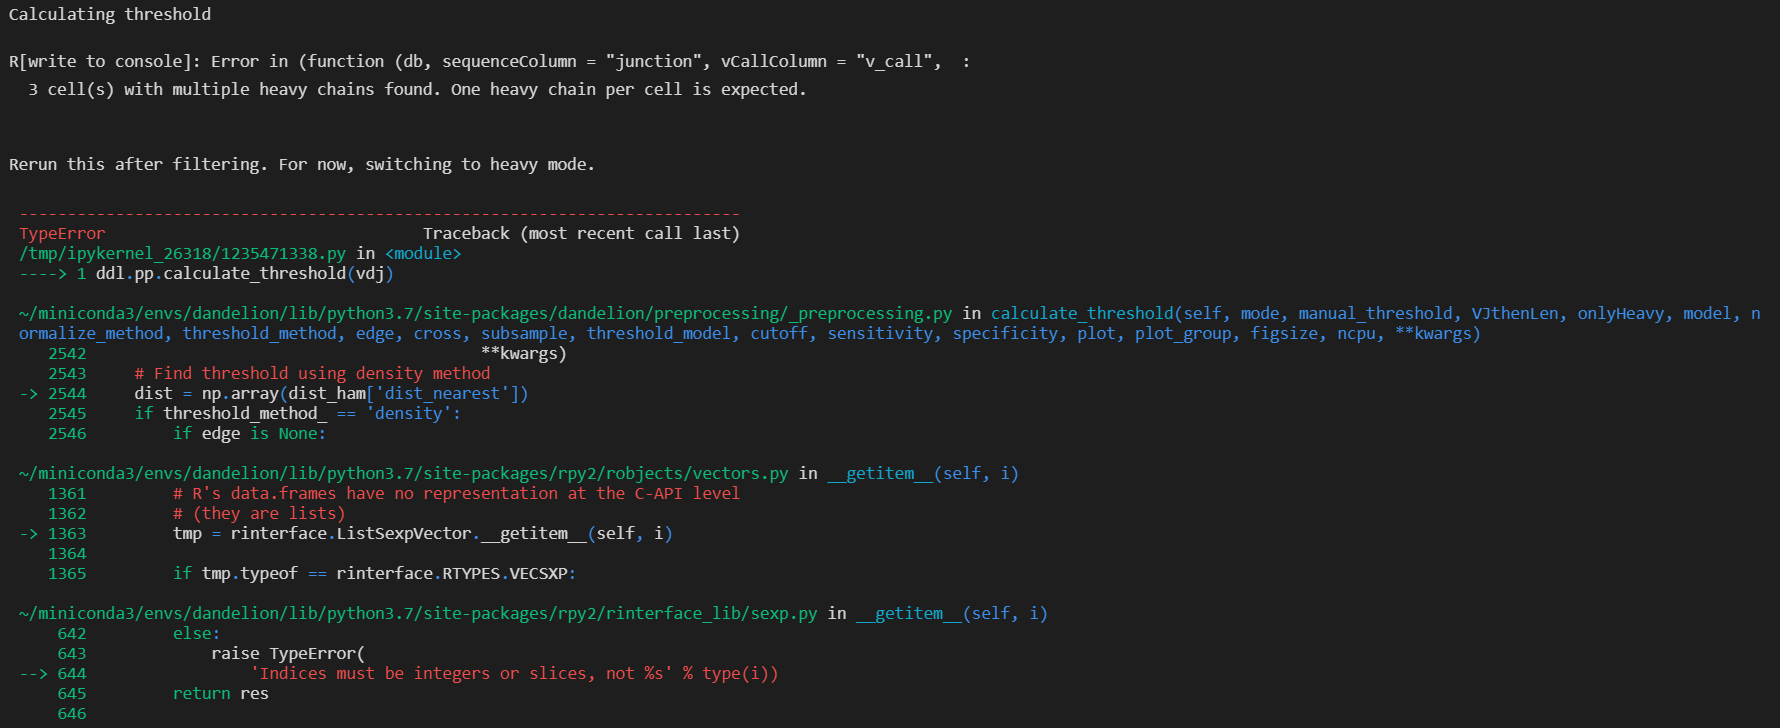 Calculating threshold
R[write to console]: Error in (function (db, sequenceColumn = "junction", vCallColumn = "v_call",  :
  3 cell(s) with multiple heavy chains found. One heavy chain per cell is expected.
Rerun this after filtering. For now, switching to heavy mode.
---------------------------------------------------------------------------
TypeError                                 Traceback (most recent call last)
/tmp/ipykernel_26318/1235471338.py in <module>
----> 1 ddl.pp.calculate_threshold(vdj)
~/miniconda3/envs/dandelion/lib/python3.7/site-packages/dandelion/preprocessing/_preprocessing.py in calculate_threshold(self, mode, manual_threshold, VJthenLen, onlyHeavy, model, n
ormalize_method, threshold_method, edge, cross, subsample, threshold_model, cutoff, sensitivity, specificity, plot, plot_group, figsize, ncpu, **kwargs)
   2542                                         **kwargs)
   2543     # Find threshold using density method
-> 2544     dist = np.array(dist_ham['dist_nearest'])
   2545     if threshold_method_ == 'density':
   2546         if edge is None:
~/miniconda3/envs/dandelion/lib/python3.7/site-packages/rpy2/robjects/vectors.py in __getitem__(self, i)
   1361         # R's data.frames have no representation at the C-API level
   1362         # (they are lists)
-> 1363         tmp = rinterface.ListSexpVector.__getitem__(self, i)
   1364
   1365         if tmp.typeof == rinterface.RTYPES.VECSXP:
~/miniconda3/envs/dandelion/lib/python3.7/site-packages/rpy2/rinterface_lib/sexp.py in __getitem__(self, i)
    642         else:
    643             raise TypeError(
--> 644                 'Indices must be integers or slices, not %s' % type(i))
    645         return res
    646